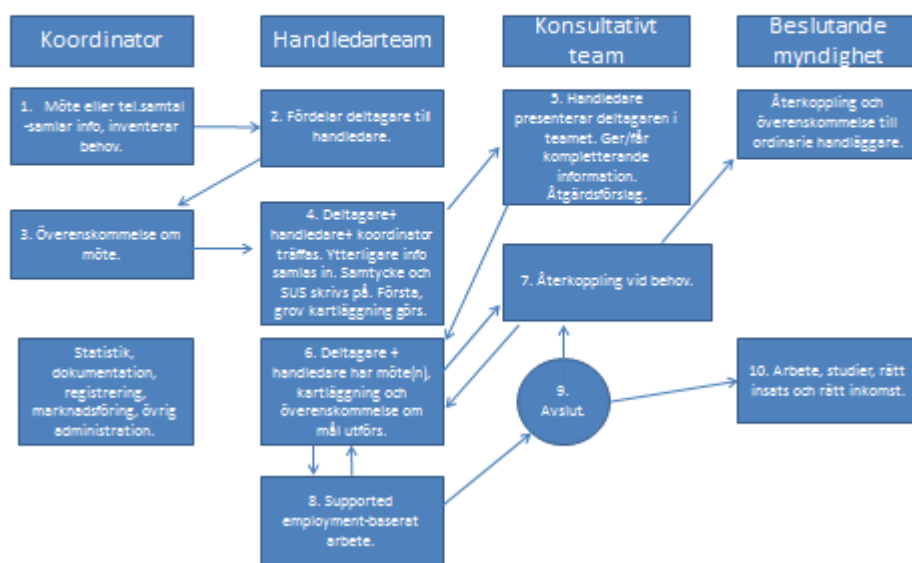 Koordinator
Handledarteam
Konsultativt
team
Beslutande
myndighet
1. Möte eller tel.samtal
-samlar info, inventerar
behov.
2. Fördelar deltagare till
handledare.
5. Handledare
presenterar deltagaren i
teamet. Ger/får
kompletterande
information.
Åtgärdsförslag.
Återkoppling och
överenskommelse till
ordinarie handläggare.
3. Överenskommelse om
möte.
4. Deltagare+
handledare+ koordinator
träffas. Ytterligare info
samlas in. Samtycke och
SUS skrivs på. Första,
grov kartläggning görs.
7. Återkoppling vid behov.
Statistik,
dokumentation,
registrering,
marknadsföring, övrig
administration.
6. Deltagare +
handledare har möte(n),
kartläggning och
överenskommelse om
mål utförs.
9.
Avslut.
10. Arbete, studier, rätt
insats och rätt inkomst.
8. Supported
employment-baserat
arbete.